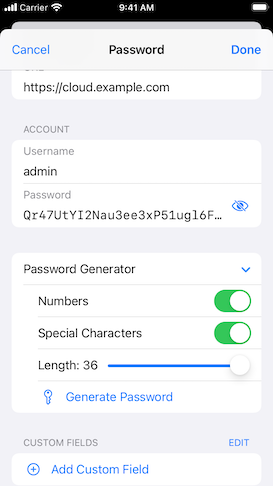 Carrier 9:41 AM
Cancel Password Done
https://cloud.example.com
ACCOUNT
Username
admin
Password
Qr47UtYI2Nau3ee3xP51ugl6F…
Password Generator
Numbers
Special Characters
Length: 36
Generate Password
CUSTOM FIELDS EDIT
Add Custom Field